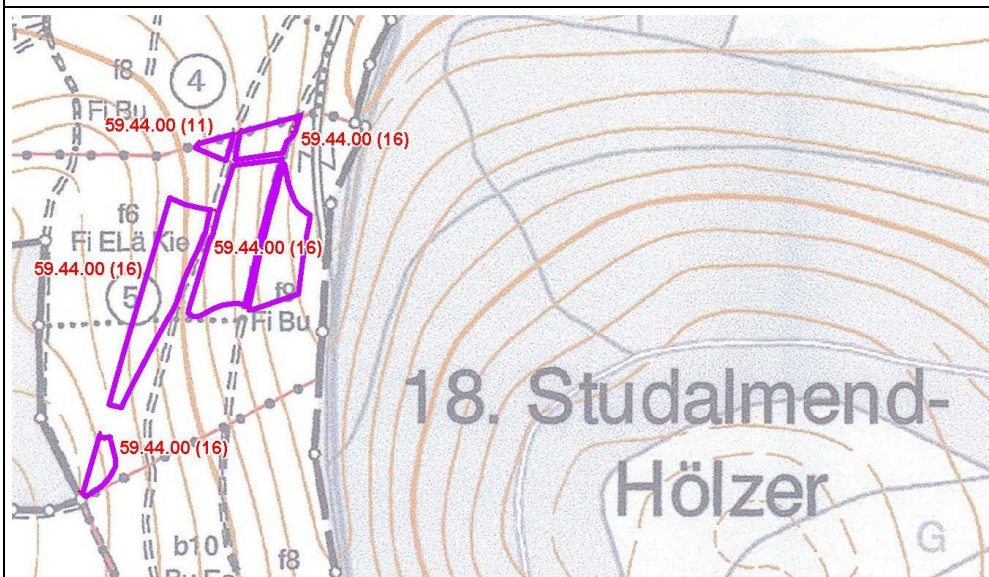 f8
4
Fi Bu
59.44.00 (11)
59.44.00 (16)
f6
Fi ELä Kie
59.44.00 (16)
59.44.00 (16)
5
f9
Fi Bu
18. Studalmend-
Hölzer
59.44.00 (16)
G
b10
f8